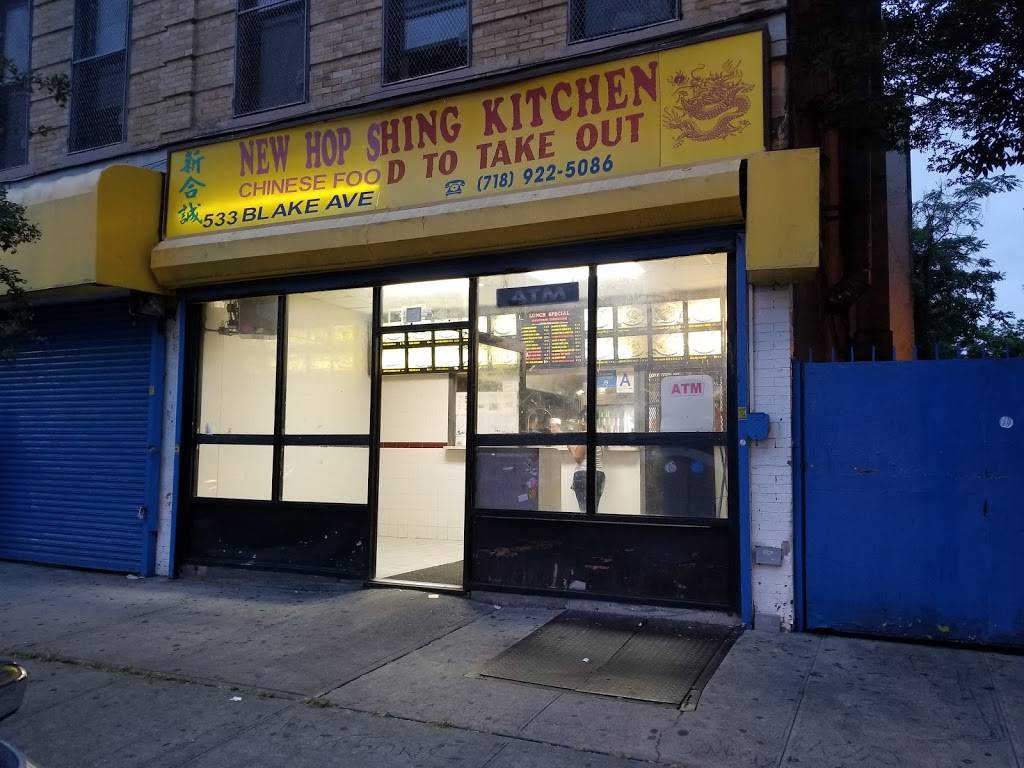 新合誠
NEW HOP SHING KITCHEN
CHINESE FOOD TO TAKE OUT
533 BLAKE AVE
☎ (718) 922-5086
ATM
LUNCH SPECIAL
A
ATM